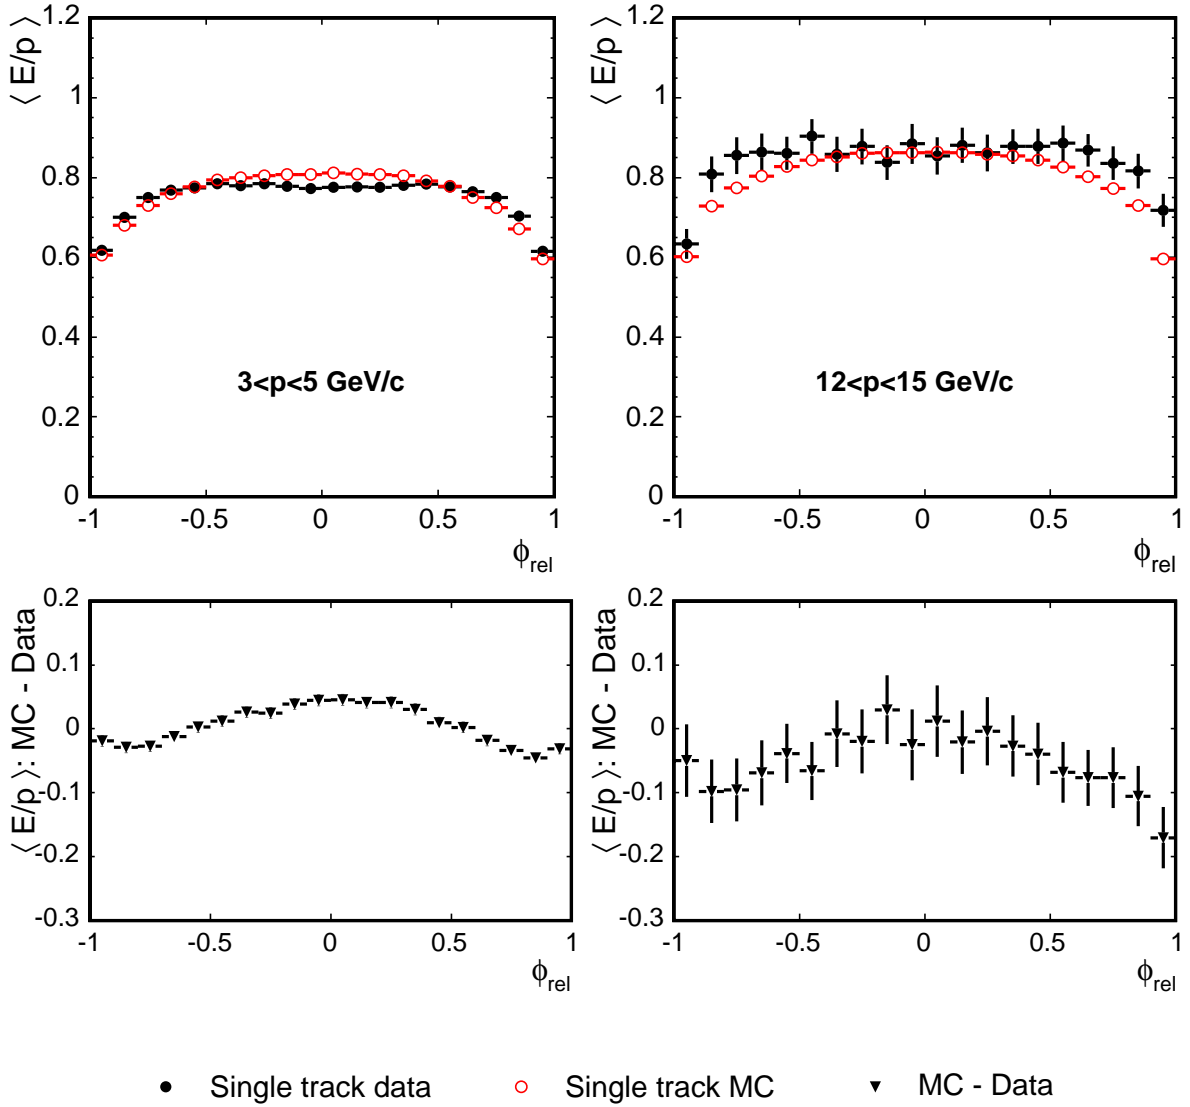 ⟨ E/p ⟩
1.2
1
0.8
0.6
0.4
0.2
0
3<p<5 GeV/c
-1 -0.5 0 0.5 1
ϕrel
⟨ E/p ⟩
1.2
1
0.8
0.6
0.4
0.2
0
12<p<15 GeV/c
-1 -0.5 0 0.5 1
ϕrel
⟨ E/p ⟩: MC - Data
0.2
0.1
0
-0.1
-0.2
-0.3
-1 -0.5 0 0.5 1
ϕrel
⟨ E/p ⟩: MC - Data
0.2
0.1
0
-0.1
-0.2
-0.3
-1 -0.5 0 0.5 1
ϕrel
Single track data Single track MC MC - Data